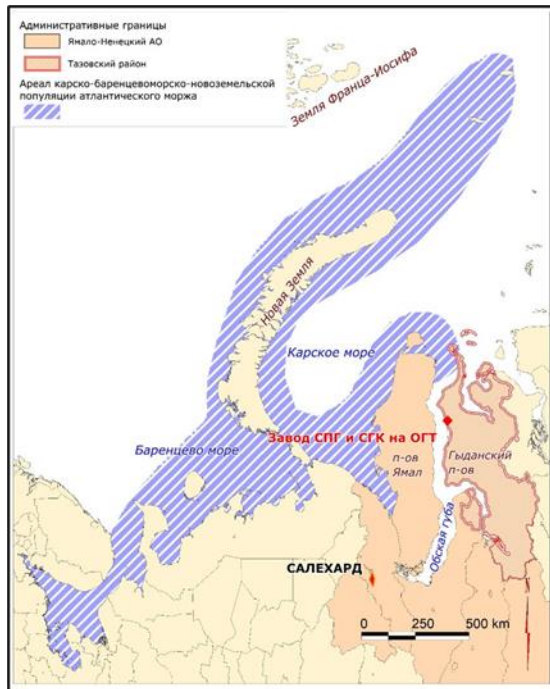 Административные границы
Ямало-Ненецкий АО
Тазовский район
Ареал карско-баренцевоморско-новоземельской
популяции атлантического моржа
Земля Франца-Иосифа
Новая Земля
Карское море
Баренцево море
Завод СПГ и СГК на ОГТ
п-ов
Ямал
Гыданский
п-ов
Обская губа
САЛЕХАРД
0 250 500 km